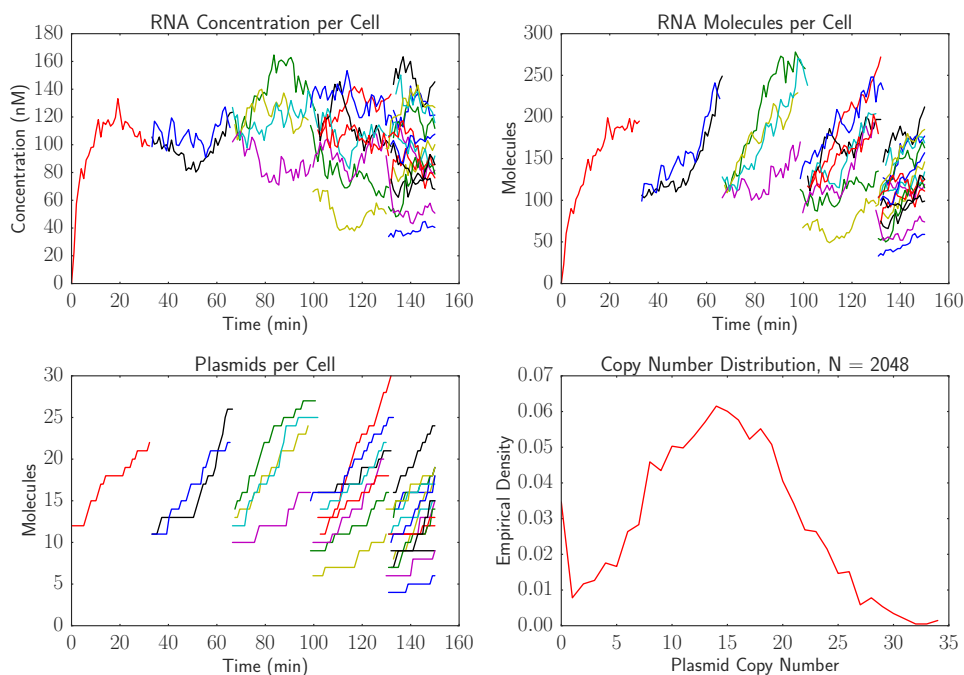 RNA Concentration per Cell
Concentration (nM)
180
160
140
120
100
80
60
40
20
0
0 20 40 60 80 100 120 140 160
Time (min)
RNA Molecules per Cell
Molecules
300
250
200
150
100
50
0
0 20 40 60 80 100 120 140 160
Time (min)
Plasmids per Cell
Molecules
30
25
20
15
10
5
0
0 20 40 60 80 100 120 140 160
Time (min)
Copy Number Distribution, N = 2048
Empirical Density
0.07
0.06
0.05
0.04
0.03
0.02
0.01
0.00
0 5 10 15 20 25 30 35
Plasmid Copy Number